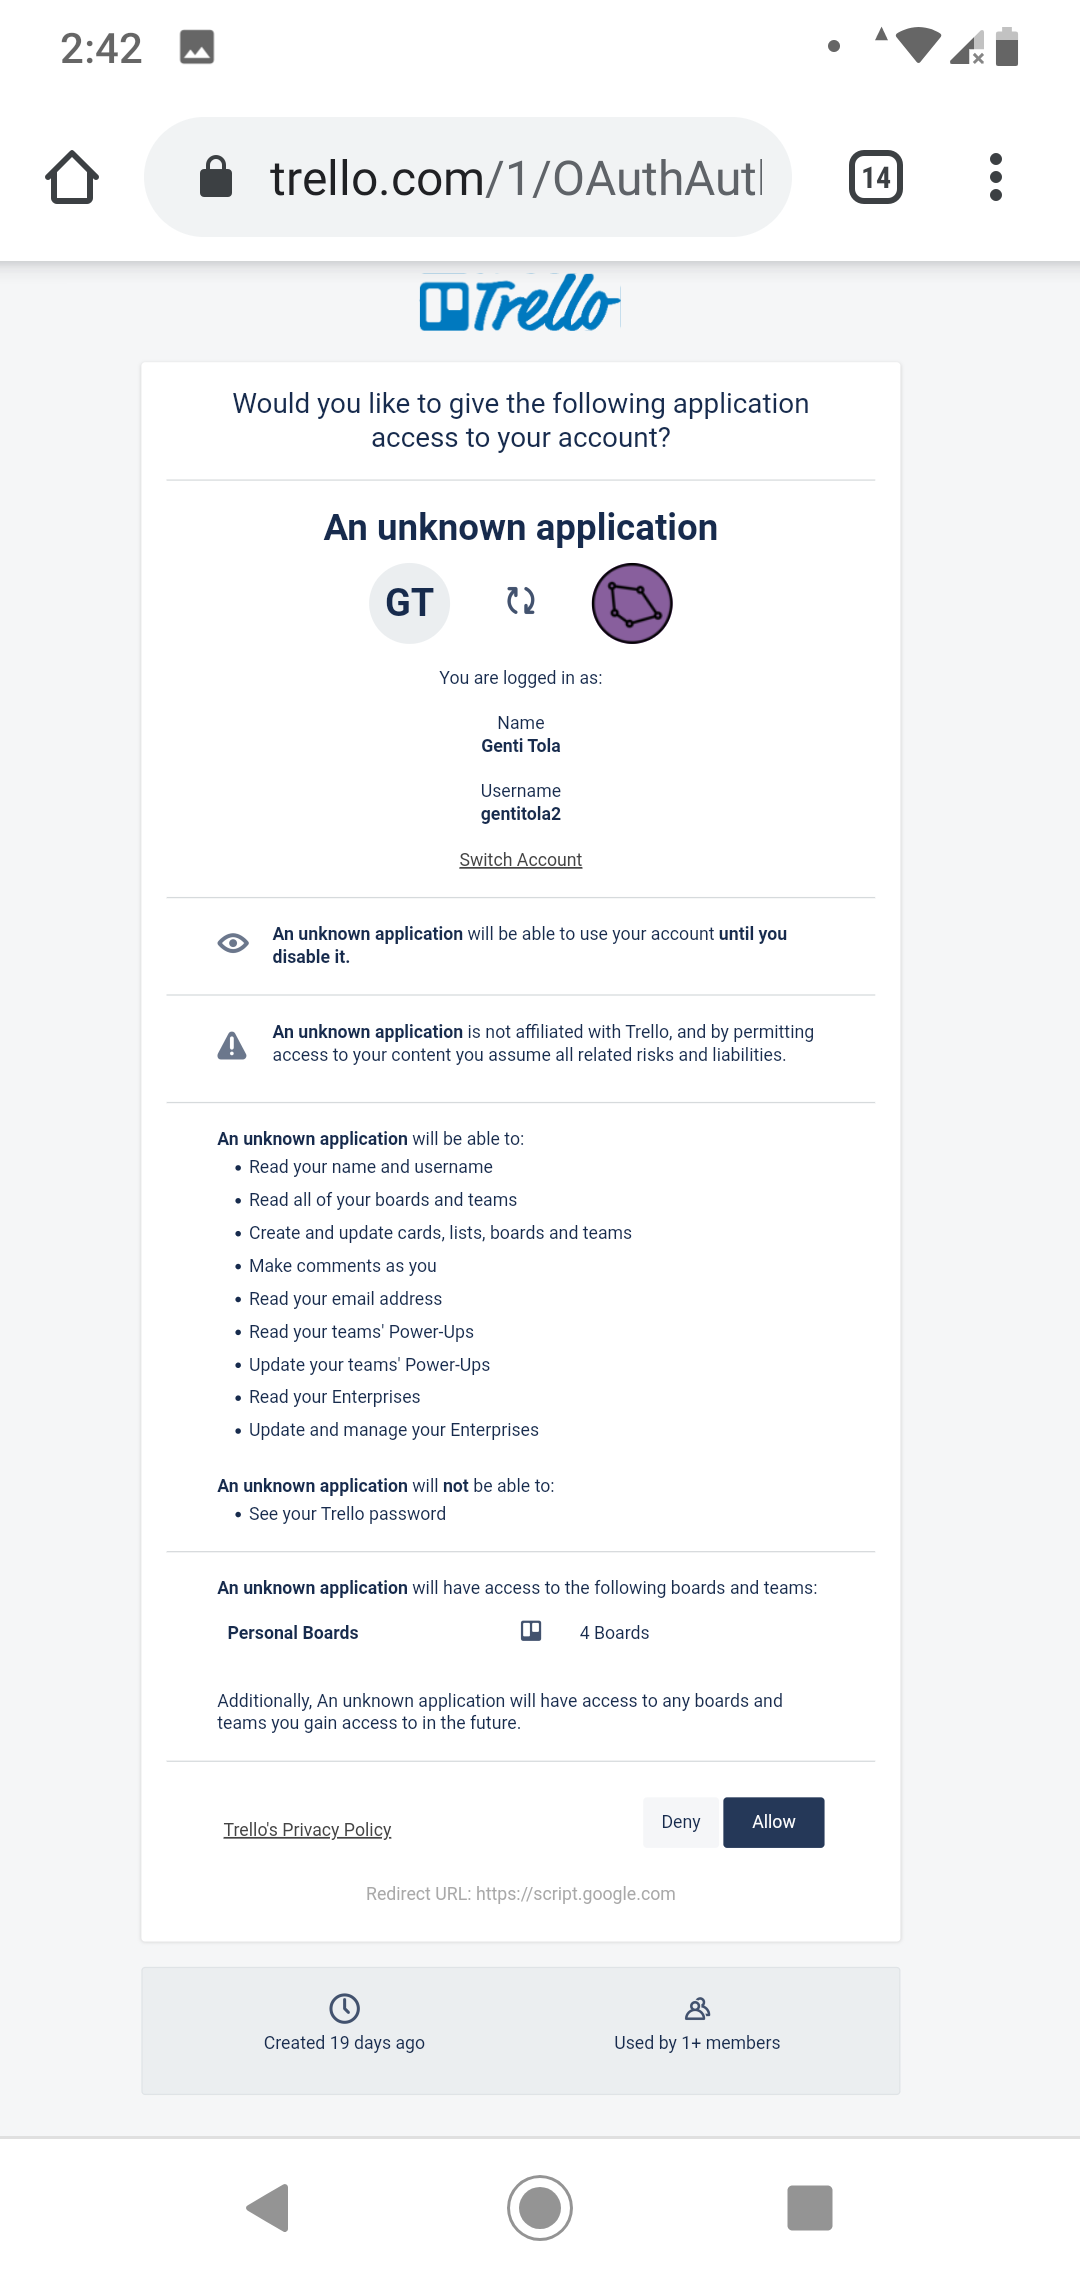 2:42
trello.com/1/OAuthAut
14
Trello
Would you like to give the following application
access to your account?
An unknown application
GT
You are logged in as:
Name
Genti Tola
Username
gentitola2
Switch Account
An unknown application will be able to use your account until you
disable it.
An unknown application is not affiliated with Trello, and by permitting
access to your content you assume all related risks and liabilities.
An unknown application will be able to:
• Read your name and username
• Read all of your boards and teams
• Create and update cards, lists, boards and teams
• Make comments as you
• Read your email address
• Read your teams' Power-Ups
• Update your teams' Power-Ups
• Read your Enterprises
• Update and manage your Enterprises
An unknown application will not be able to:
• See your Trello password
An unknown application will have access to the following boards and teams:
Personal Boards 4 Boards
Additionally, An unknown application will have access to any boards and
teams you gain access to in the future.
Trello's Privacy Policy
Deny Allow
Redirect URL: https://script.google.com
Created 19 days ago
Used by 1+ members